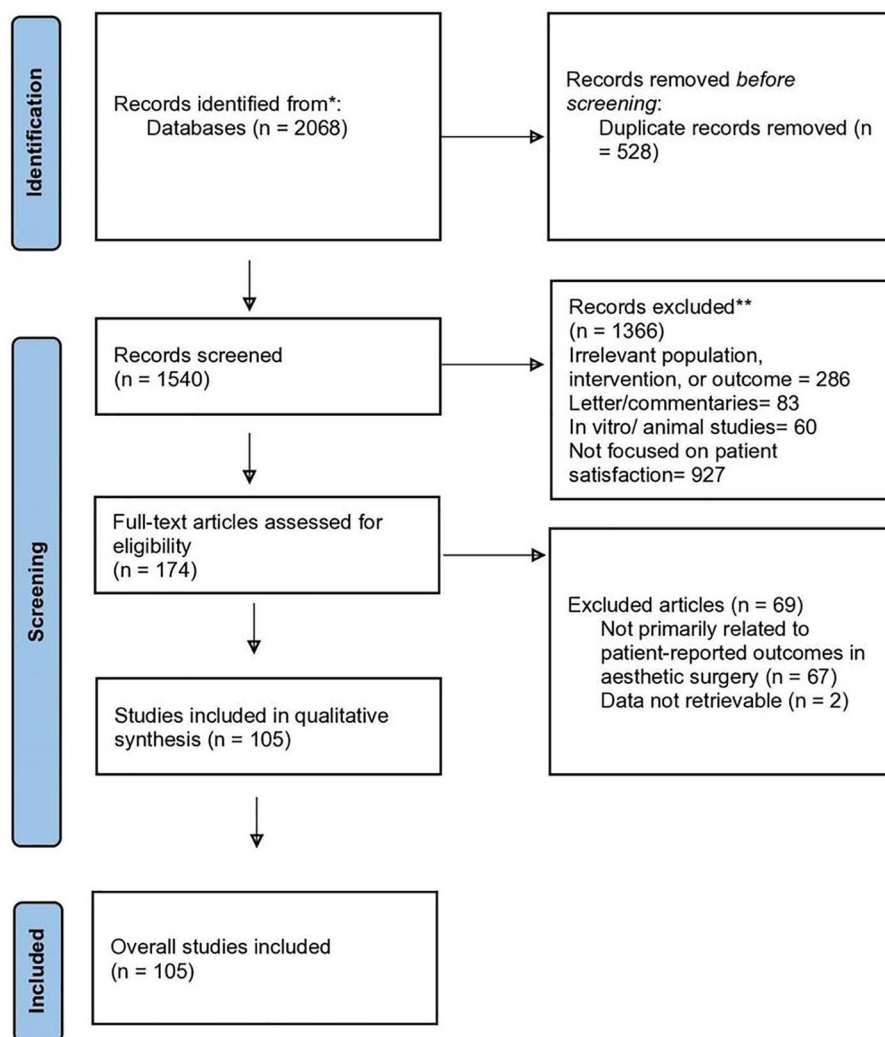 Identification
Records identified from*:
Databases (n = 2068)
Records removed before
screening:
Duplicate records removed (n
= 528)
Screening
Records screened
(n = 1540)
Records excluded**
(n = 1366)
Irrelevant population,
intervention, or outcome = 286
Letter/commentaries= 83
In vitro/ animal studies= 60
Not focused on patient
satisfaction= 927
Full-text articles assessed for
eligibility
(n = 174)
Excluded articles (n = 69)
Not primarily related to
patient-reported outcomes in
aesthetic surgery (n = 67)
Data not retrievable (n = 2)
Studies included in qualitative
synthesis (n = 105)
Included
Overall studies included
(n = 105)